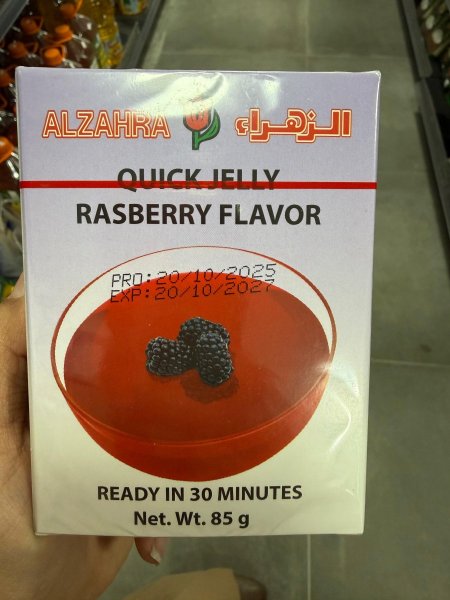 ALZAHRA الزهراء
QUICK JELLY
RASBERRY FLAVOR
PRO: 20/10/2025
EXP: 20/10/2027
READY IN 30 MINUTES
Net. Wt. 85 g